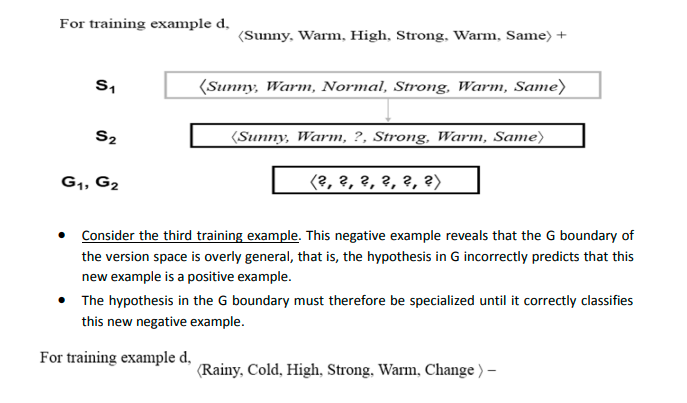 For training example d,
⟨Sunny, Warm, High, Strong, Warm, Same⟩ +
S₁
⟨Sunny, Warm, Normal, Strong, Warm, Same⟩
S₂
⟨Sunny, Warm, ?, Strong, Warm, Same⟩
G₁, G₂
⟨?, ?, ?, ?, ?, ?⟩
• Consider the third training example. This negative example reveals that the G boundary of
the version space is overly general, that is, the hypothesis in G incorrectly predicts that this
new example is a positive example.
• The hypothesis in the G boundary must therefore be specialized until it correctly classifies
this new negative example.
For training example d,
⟨Rainy, Cold, High, Strong, Warm, Change ⟩ −